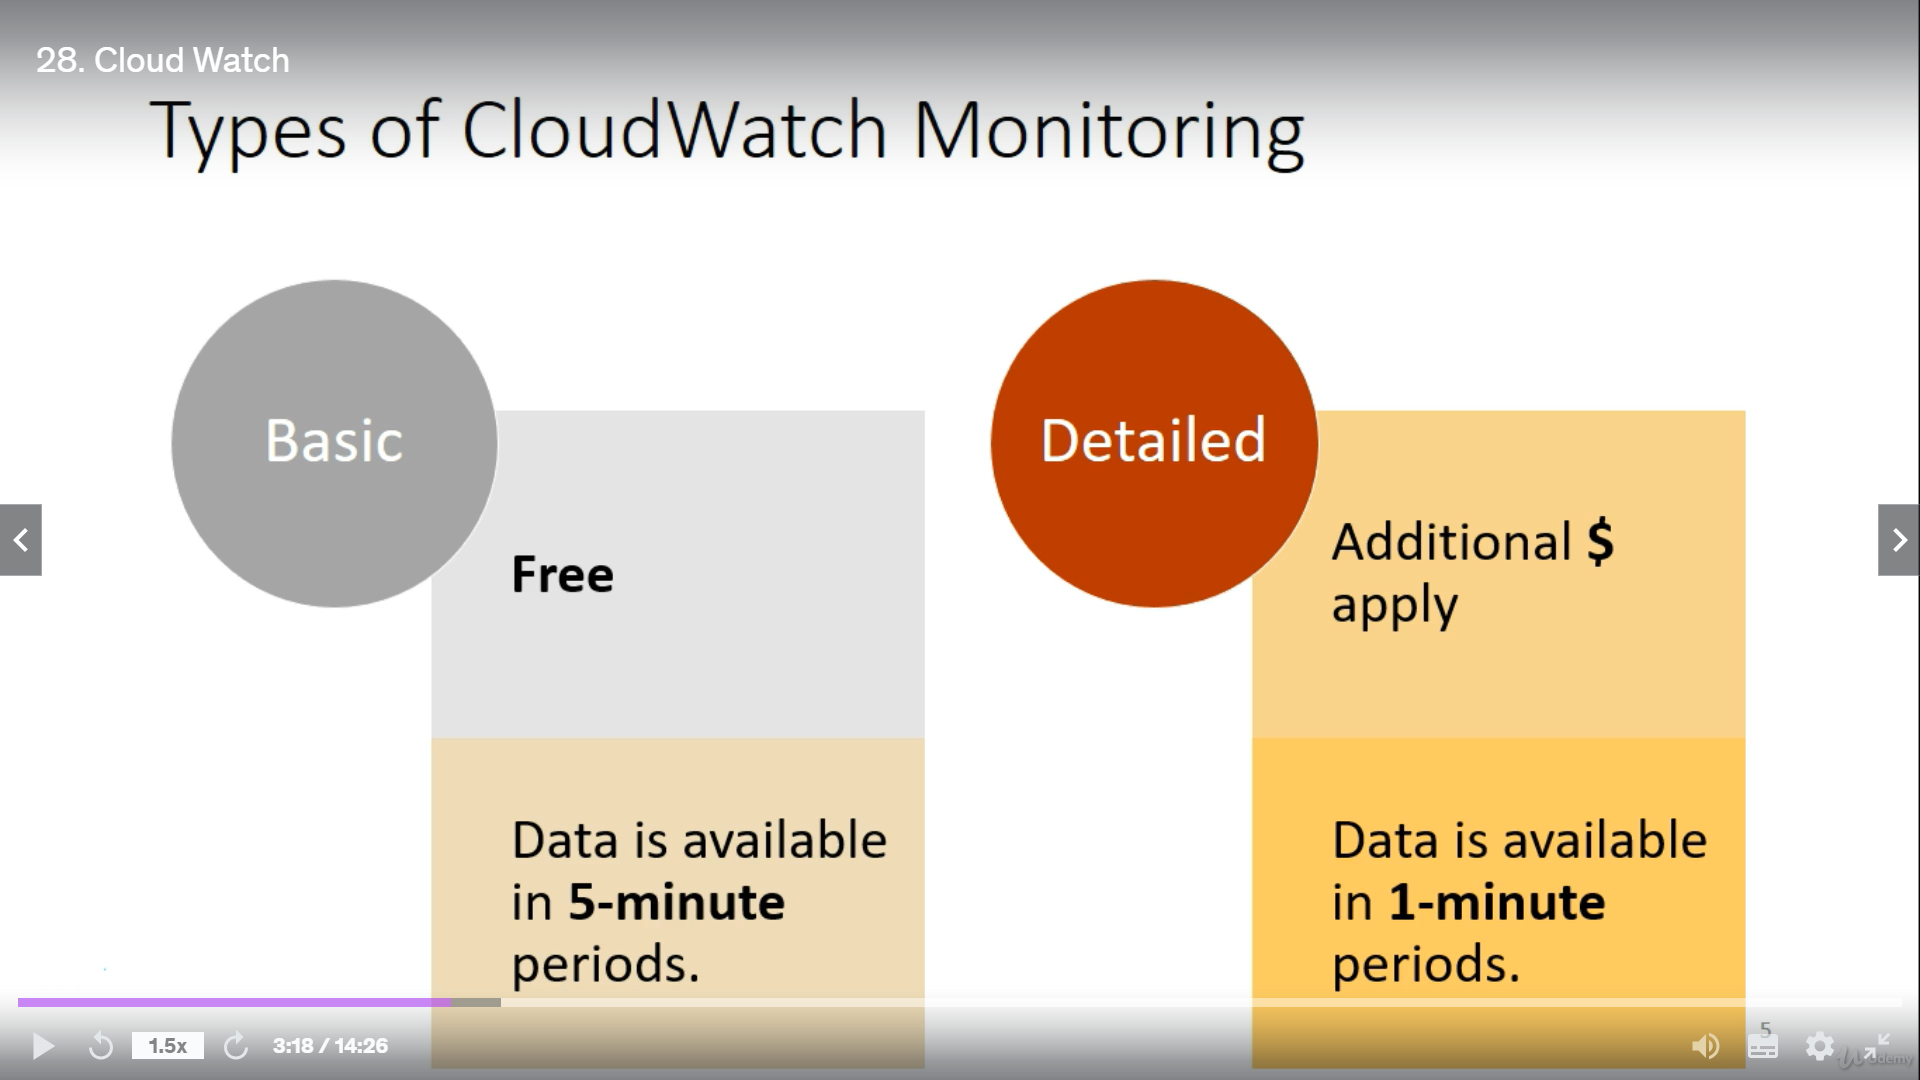 28. Cloud Watch
Types of CloudWatch Monitoring
Basic
Free
Data is available
in 5-minute
periods.
Detailed
Additional $
apply
Data is available
in 1-minute
periods.
1.5x
3:18 / 14:26
5
Udemy